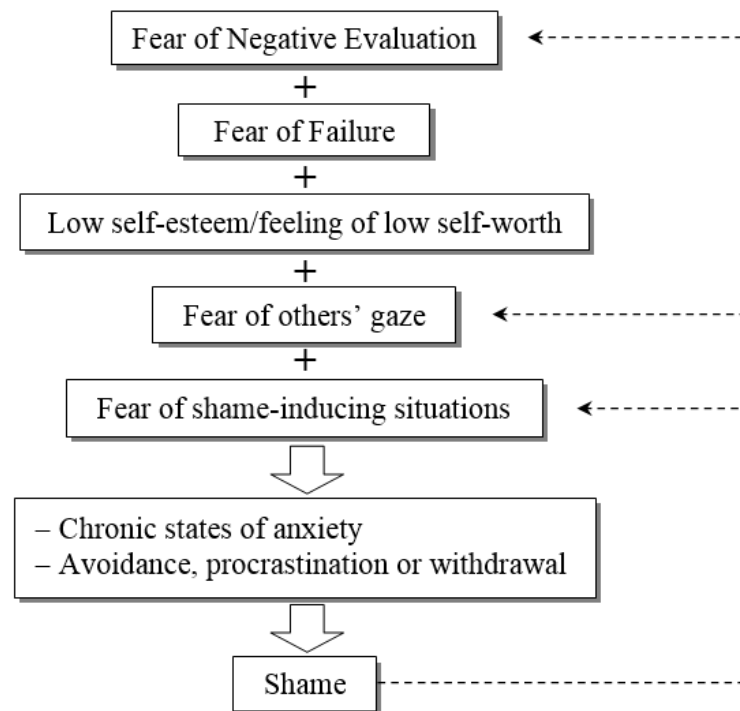 Fear of Negative Evaluation
+
Fear of Failure
+
Low self-esteem/feeling of low self-worth
+
Fear of others’ gaze
+
Fear of shame-inducing situations
– Chronic states of anxiety
– Avoidance, procrastination or withdrawal
Shame